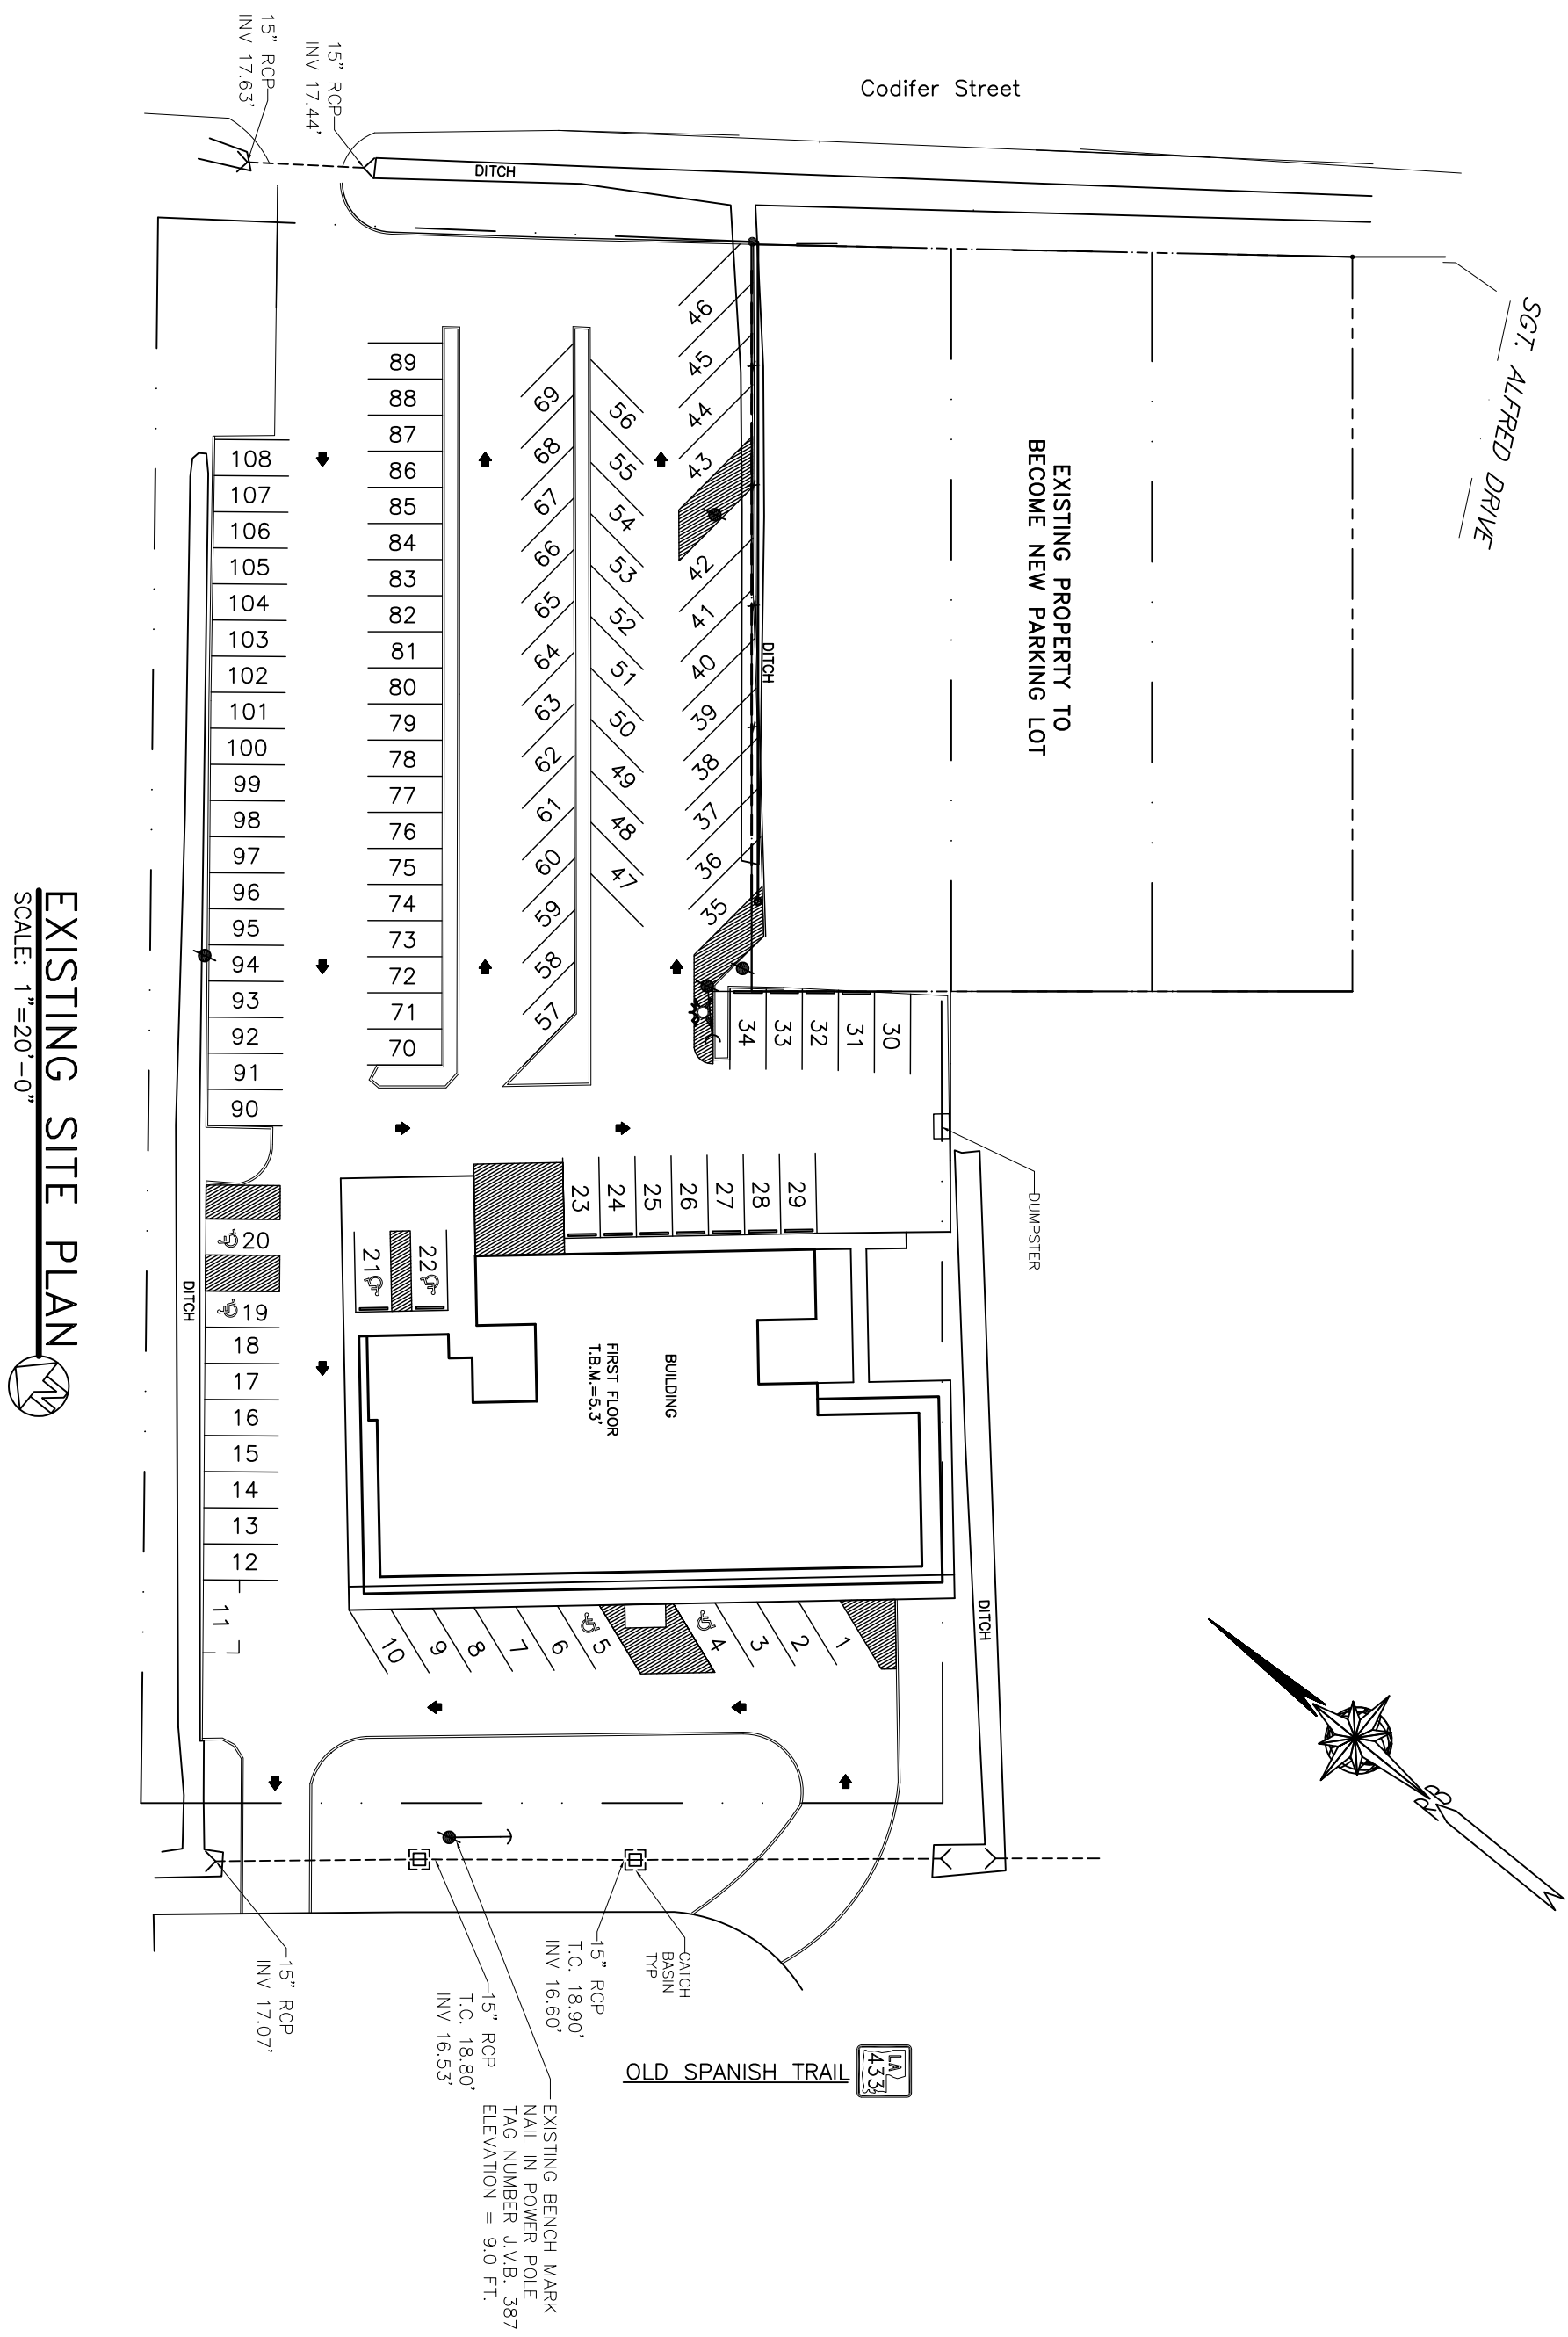 Codifer Street
15" RCP
INV 17.63'
15" RCP
INV 17.44'
DITCH
SGT. ALFRED DRIVE
EXISTING PROPERTY TO
BECOME NEW PARKING LOT
46
45
44
43
42
41
40
39
38
37
36
35
DITCH
56
55
54
53
52
51
50
49
48
47
69
68
67
66
65
64
63
62
61
60
59
58
57
89
88
87
86
85
84
83
82
81
80
79
78
77
76
75
74
73
72
71
70
108
107
106
105
104
103
102
101
100
99
98
97
96
95
94
93
92
91
90
34
33
32
31
30
DUMPSTER
23
24
25
26
27
28
29
21
22
20
19
18
17
16
15
14
13
12
11
DITCH
BUILDING
FIRST FLOOR
T.B.M.=5.3'
DITCH
10
9
8
7
6
5
4
3
2
1
CATCH
BASIN
TYP
15" RCP
T.C. 18.90'
INV 16.60'
15" RCP
T.C. 18.80'
INV 16.53'
15" RCP
INV 17.07'
EXISTING BENCH MARK
NAIL IN POWER POLE
TAG NUMBER J.V.B. 387
ELEVATION = 9.0 FT.
OLD SPANISH TRAIL
LA
433
RB
N
EXISTING SITE PLAN
SCALE: 1"=20'-0"
N